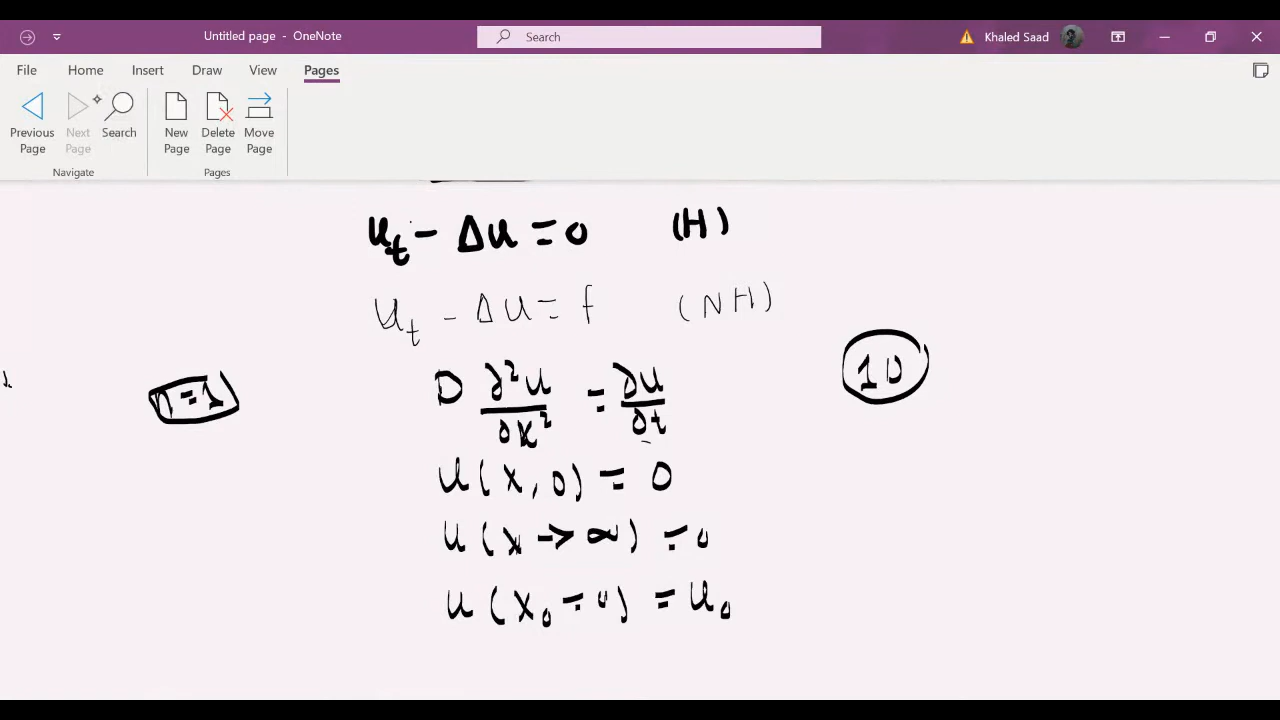 Untitled page - OneNote
Search
Khaled Saad
File Home Insert Draw View Pages
Previous Page
Next Page
Search
New Page
Delete Page
Move Page
Navigate
Pages
u_t - Δu = 0 (H)
u_t - Δu = f (NH)
n=1
D ∂²u/∂x² = ∂u/∂t
1D
u(x,0) = 0
u(x→∞) = 0
u(x₀=0) = u₀